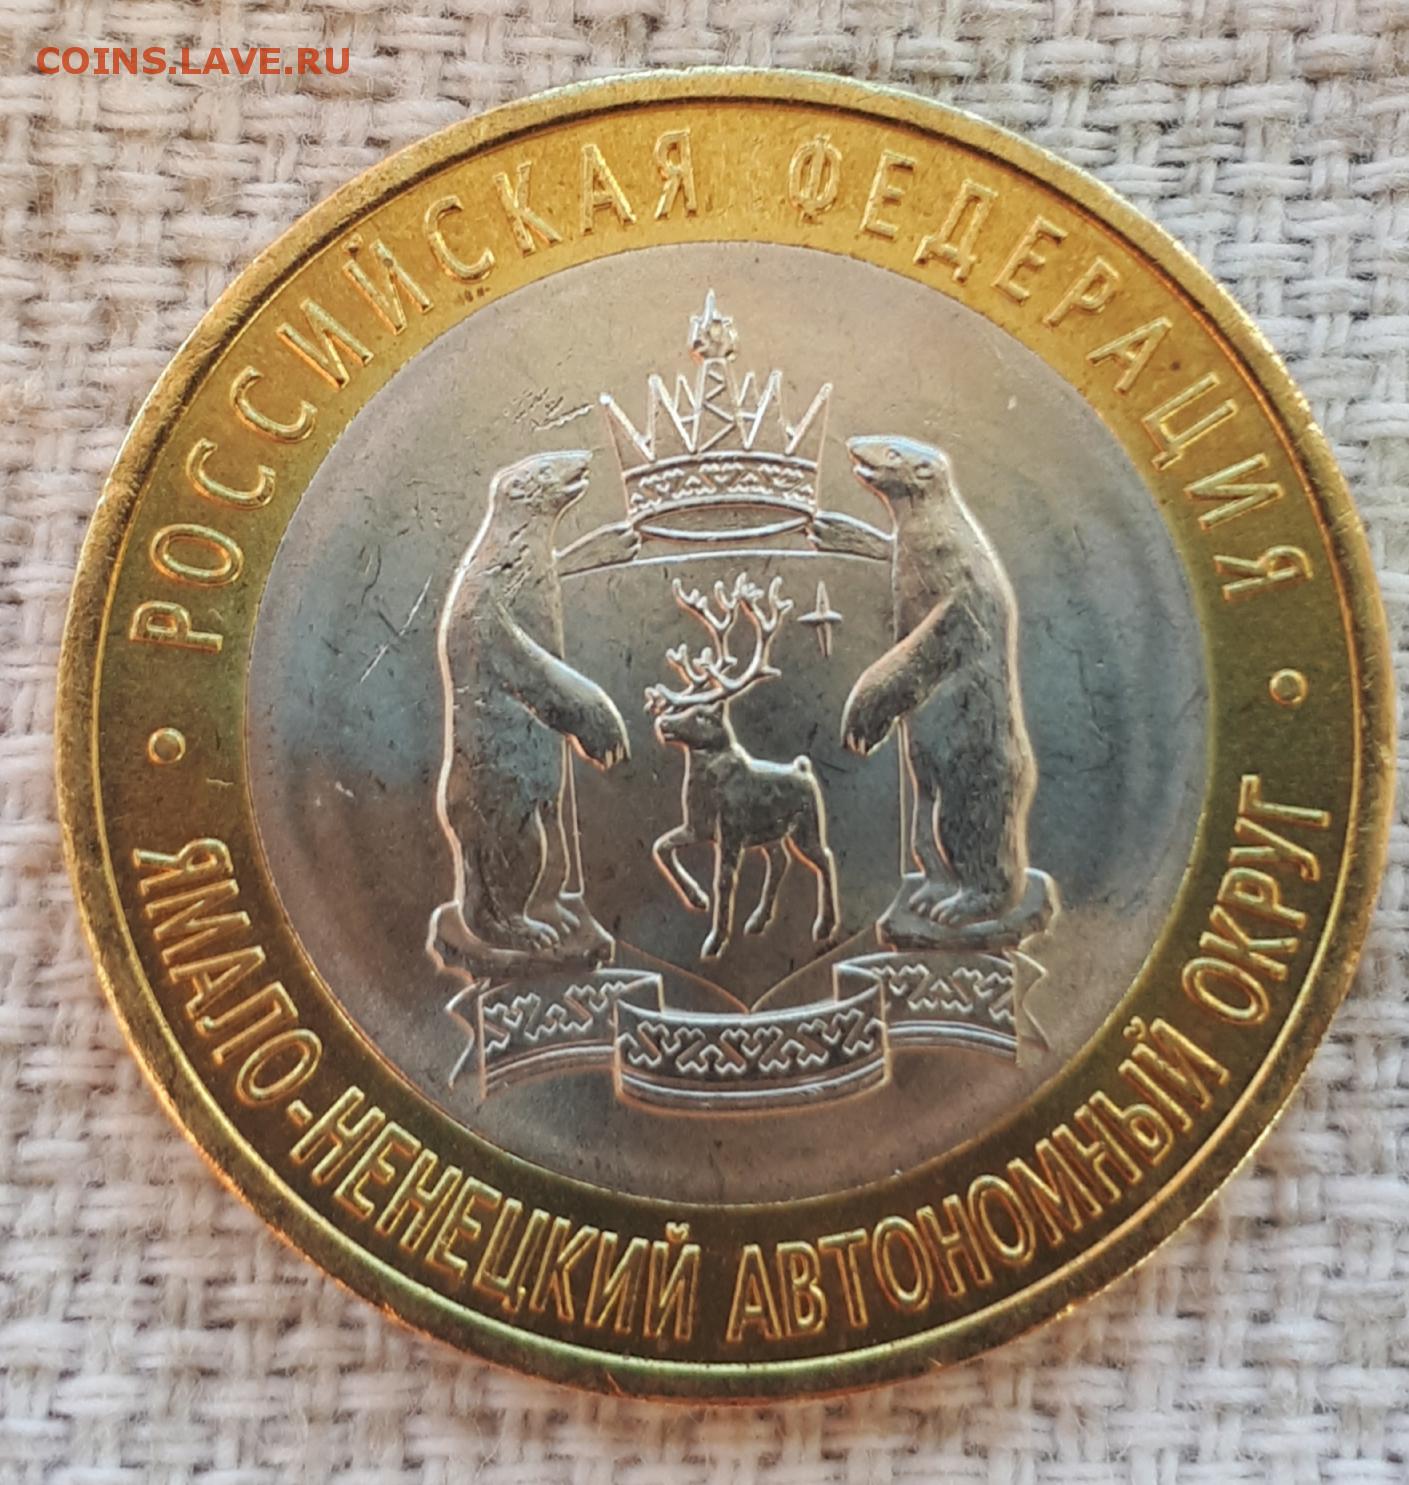 COINS.LAVE.RU
РОССИЙСКАЯ ФЕДЕРАЦИЯ
ЯМАЛО-НЕНЕЦКИЙ АВТОНОМНЫЙ ОКРУГ